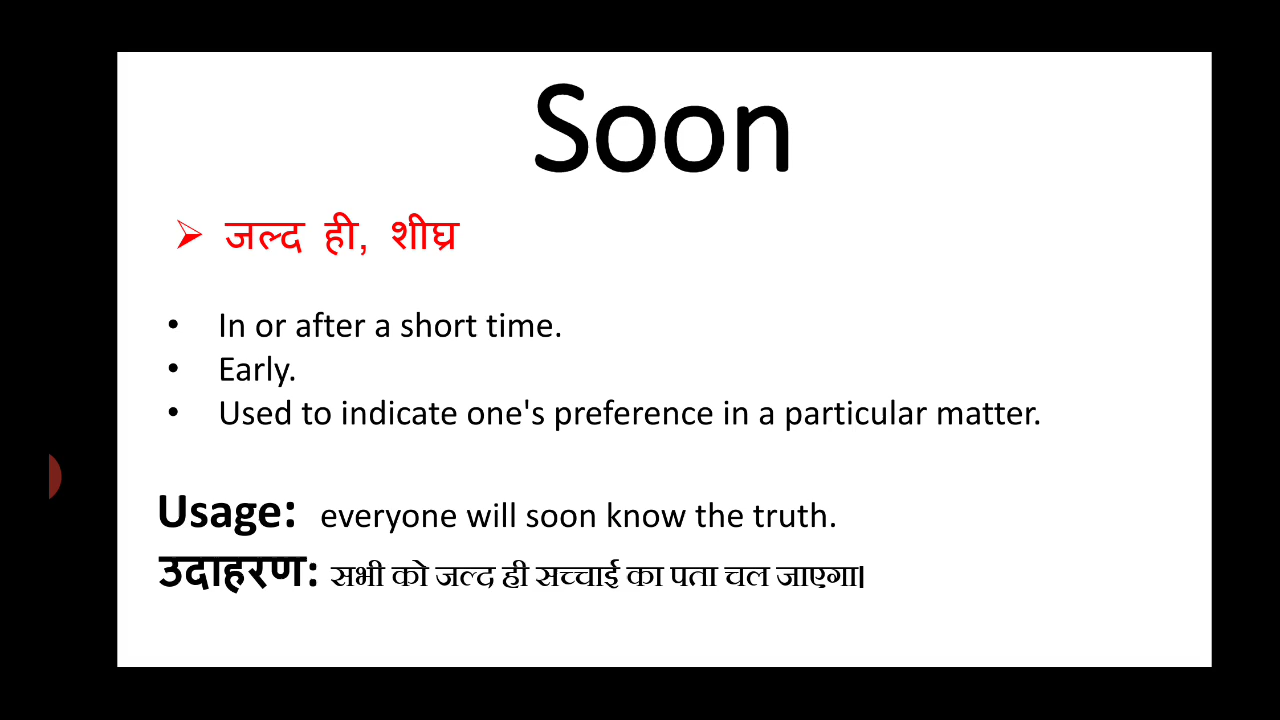 Soon
➢ जल्द ही, शीघ्र
• In or after a short time.
• Early.
• Used to indicate one's preference in a particular matter.
Usage: everyone will soon know the truth.
उदाहरण: सभी को जल्द ही सच्चाई का पता चल जाएगा।